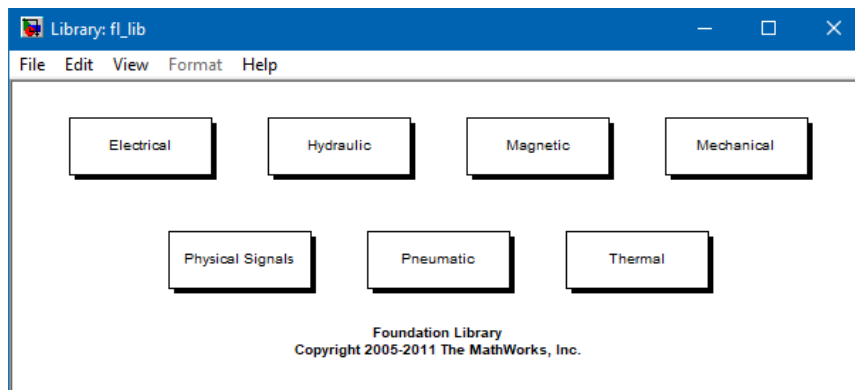 Library: fl_lib
File Edit View Format Help
Electrical Hydraulic Magnetic Mechanical
Physical Signals Pneumatic Thermal
Foundation Library
Copyright 2005-2011 The MathWorks, Inc.